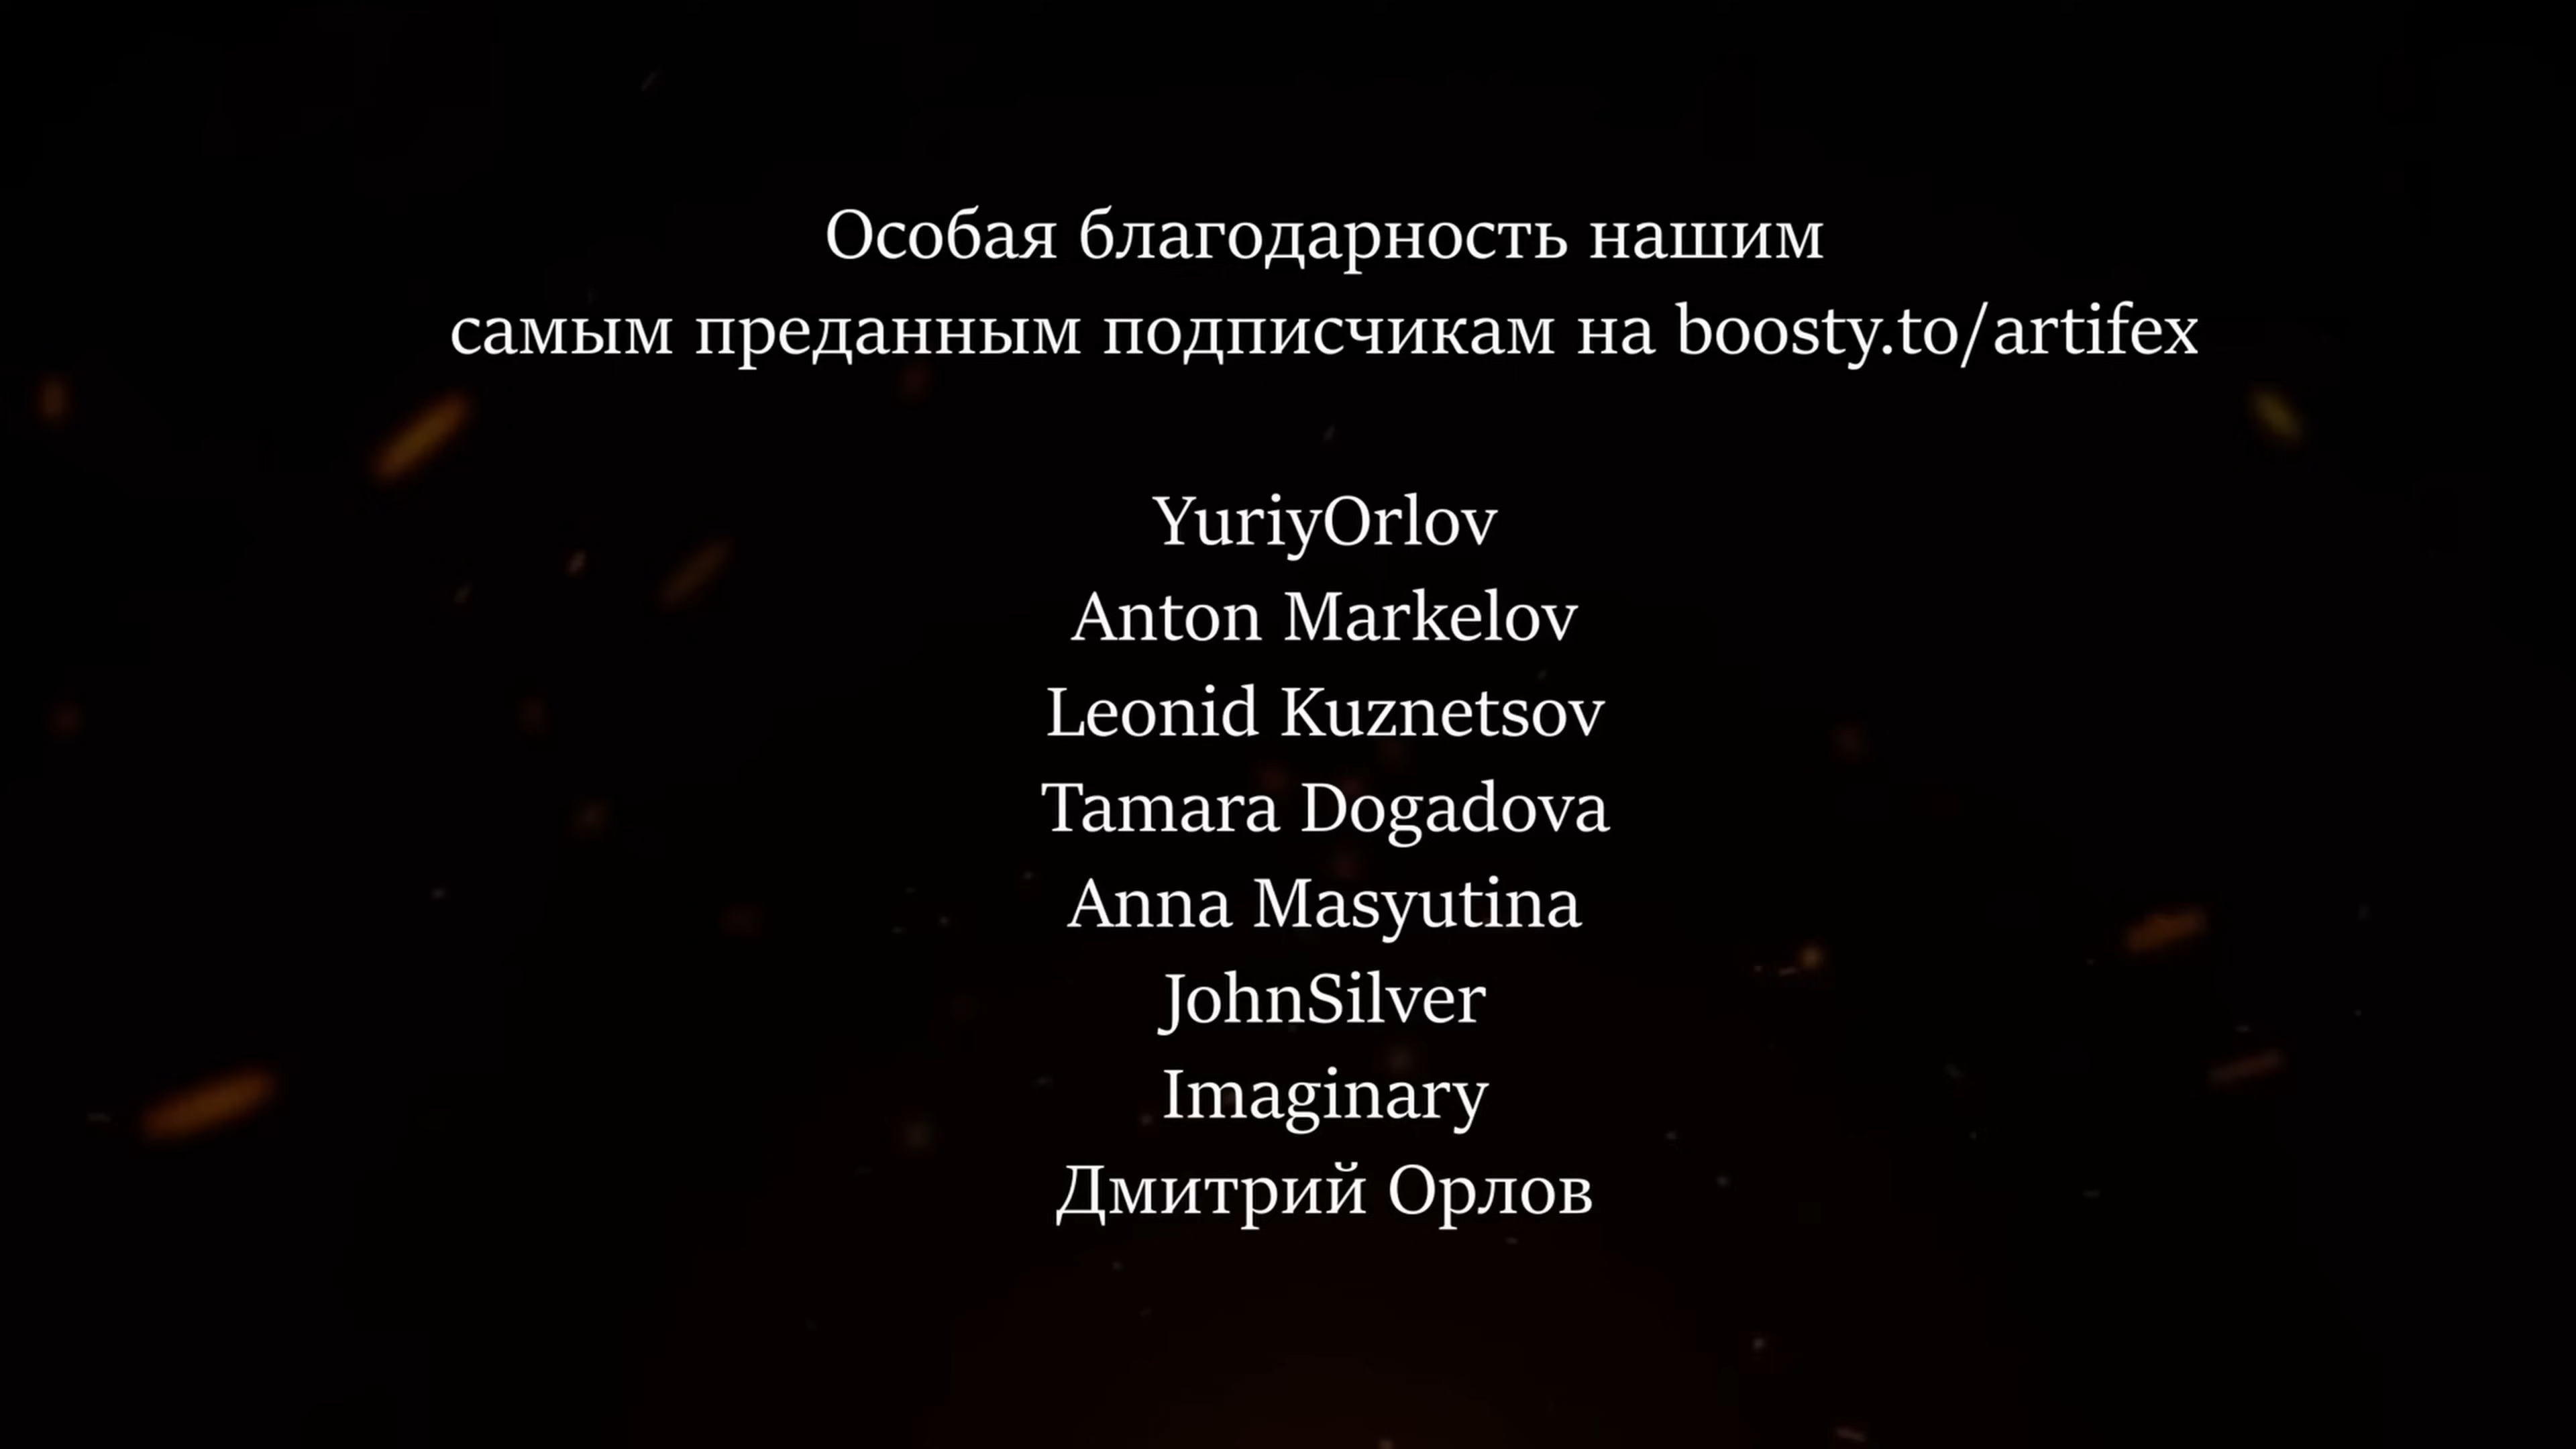 Особая благодарность нашим
самым преданным подписчикам на boosty.to/artifex
YuriyOrlov
Anton Markelov
Leonid Kuznetsov
Tamara Dogadova
Anna Masyutina
JohnSilver
Imaginary
Дмитрий Орлов